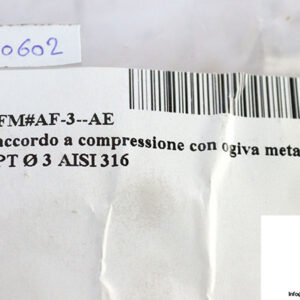 0602
FM#AF-3--AE
accordo a compressione con ogiva meta
PT Ø 3 AISI 316